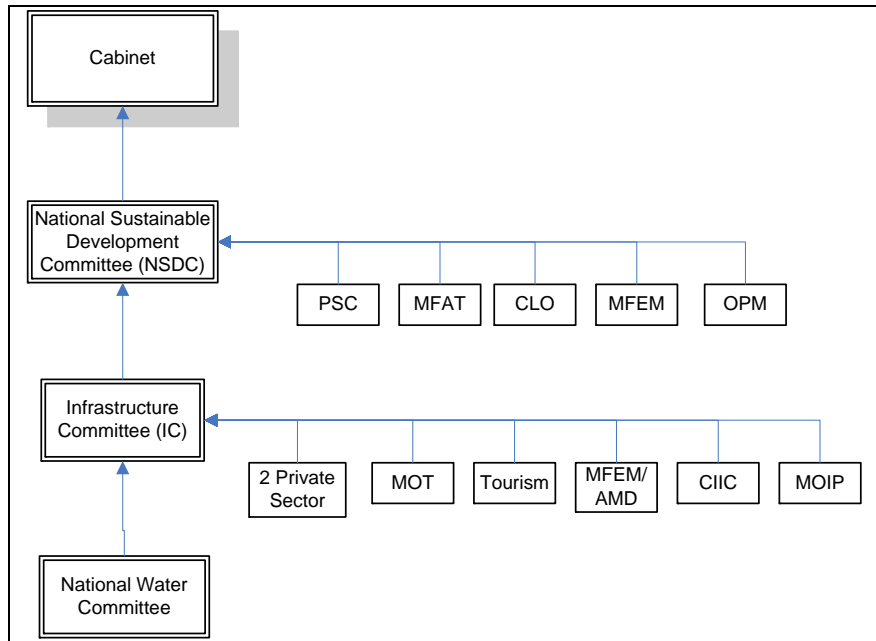 Cabinet
National Sustainable
Development
Committee (NSDC)
PSC
MFAT
CLO
MFEM
OPM
Infrastructure
Committee (IC)
2 Private
Sector
MOT
Tourism
MFEM/
AMD
CIIC
MOIP
National Water
Committee